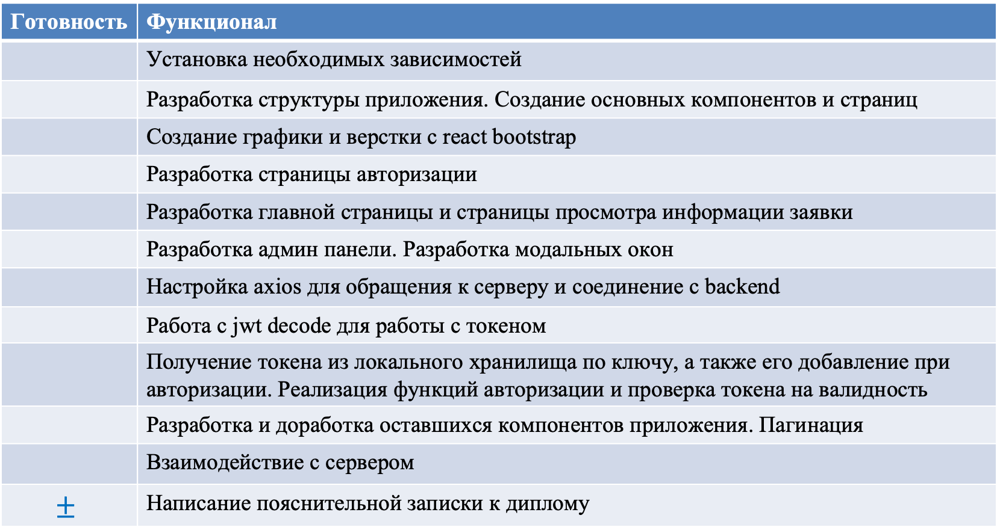 Готовность Функционал
Установка необходимых зависимостей
Разработка структуры приложения. Создание основных компонентов и страниц
Создание графики и верстки с react bootstrap
Разработка страницы авторизации
Разработка главной страницы и страницы просмотра информации заявки
Разработка админ панели. Разработка модальных окон
Настройка axios для обращения к серверу и соединение с backend
Работа с jwt decode для работы с токеном
Получение токена из локального хранилища по ключу, а также его добавление при
авторизации. Реализация функций авторизации и проверка токена на валидность
Разработка и доработка оставшихся компонентов приложения. Пагинация
Взаимодействие с сервером
± Написание пояснительной записки к диплому